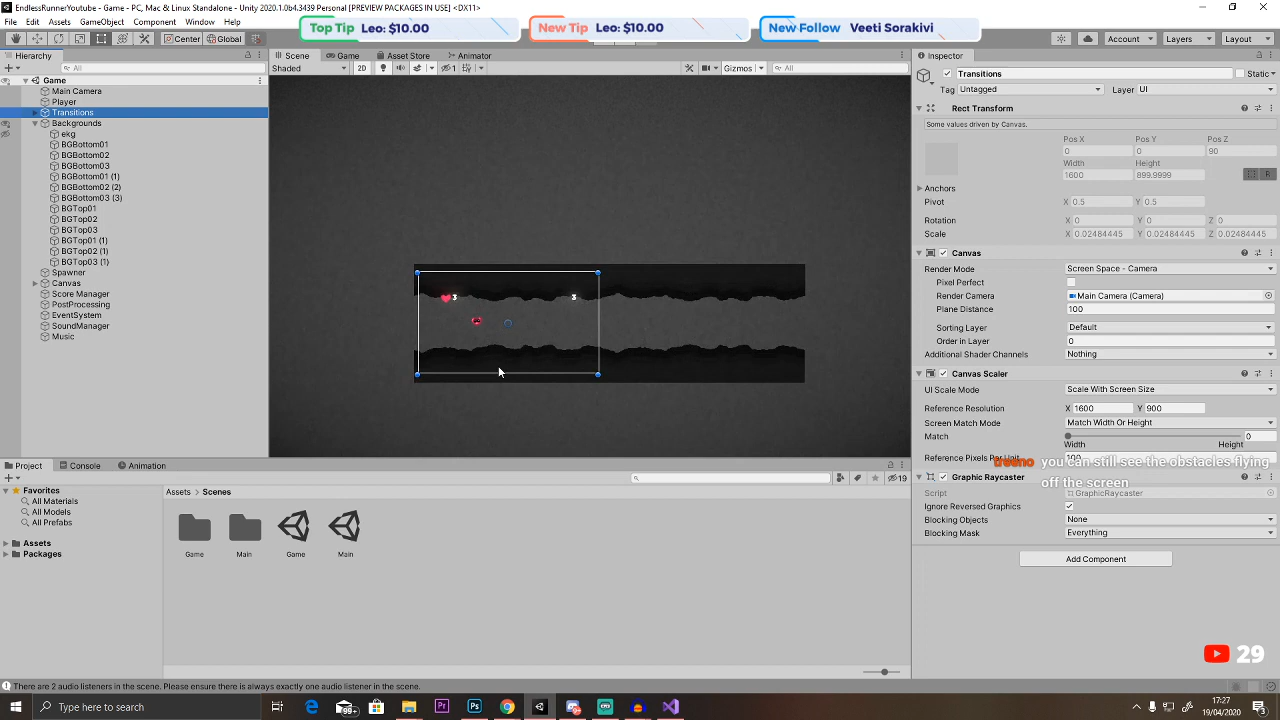 EndlessRunnerYoutube - Game - PC, Mac & Linux Standalone - Unity 2020.1.0b4.3439 Personal [PREVIEW PACKAGES IN USE] <DX11>
File Edit Assets GameObject Component Window Help
Top Tip Leo: $10.00
New Tip Leo: $10.00
New Follow Veeti Sorakivi
Center Global
Account Layers Layout
Hierarchy
All
Game
Main Camera
Player
Transitions
Backgrounds
ekg
BGBottom01
BGBottom02
BGBottom03
BGBottom01 (1)
BGBottom02 (2)
BGBottom03 (3)
BGTop01
BGTop02
BGTop03
BGTop01 (1)
BGTop02 (1)
BGTop03 (1)
Spawner
Canvas
Score Manager
PostProcessing
EventSystem
SoundManager
Music
Scene Game Asset Store Animator
Shaded 2D 1 Gizmos All
3 3
Inspector
Transitions Static
Tag Untagged Layer UI
Rect Transform
Some values driven by Canvas.
Pos X Pos Y Pos Z
0 0 90
Width Height
1600 899.9999
Anchors
Pivot X 0.5 Y 0.5
Rotation X 0 Y 0 Z 0
Scale X 0.02484445 Y 0.02484445 Z 0.02484445
Canvas
Render Mode Screen Space - Camera
Pixel Perfect
Render Camera Main Camera (Camera)
Plane Distance 100
Sorting Layer Default
Order in Layer 0
Additional Shader Channels Nothing
Canvas Scaler
UI Scale Mode Scale With Screen Size
Reference Resolution X 1600 Y 900
Screen Match Mode Match Width Or Height
Match 0
Width Height
Reference Pixels Per Unit 100
you can still see the obstacles flying off the screen
Graphic Raycaster
Script GraphicRaycaster
Ignore Reversed Graphics
Blocking Objects None
Blocking Mask Everything
Add Component
Project Console Animation
19
Favorites
All Materials
All Models
All Prefabs
Assets
Packages
Assets > Scenes
Game Main Game Main
29
There are 2 audio listeners in the scene. Please ensure there is always exactly one audio listener in the scene.
Type here to search
99+
17:27
19/04/2020